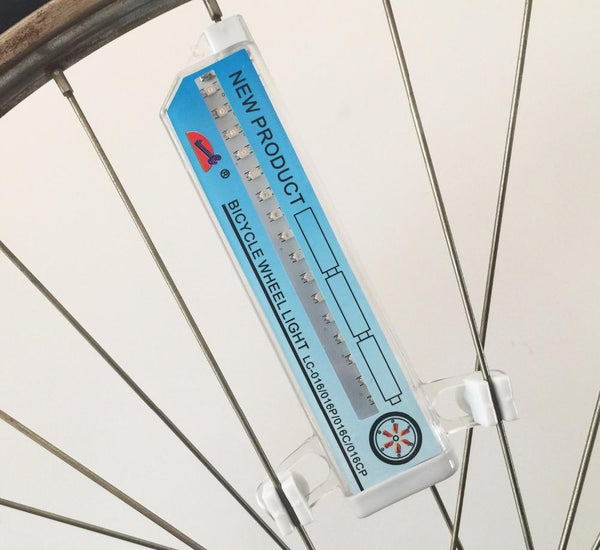 NEW PRODUCT
®
BICYCLE WHEEL LIGHT LC-016/016P/016C/016CP